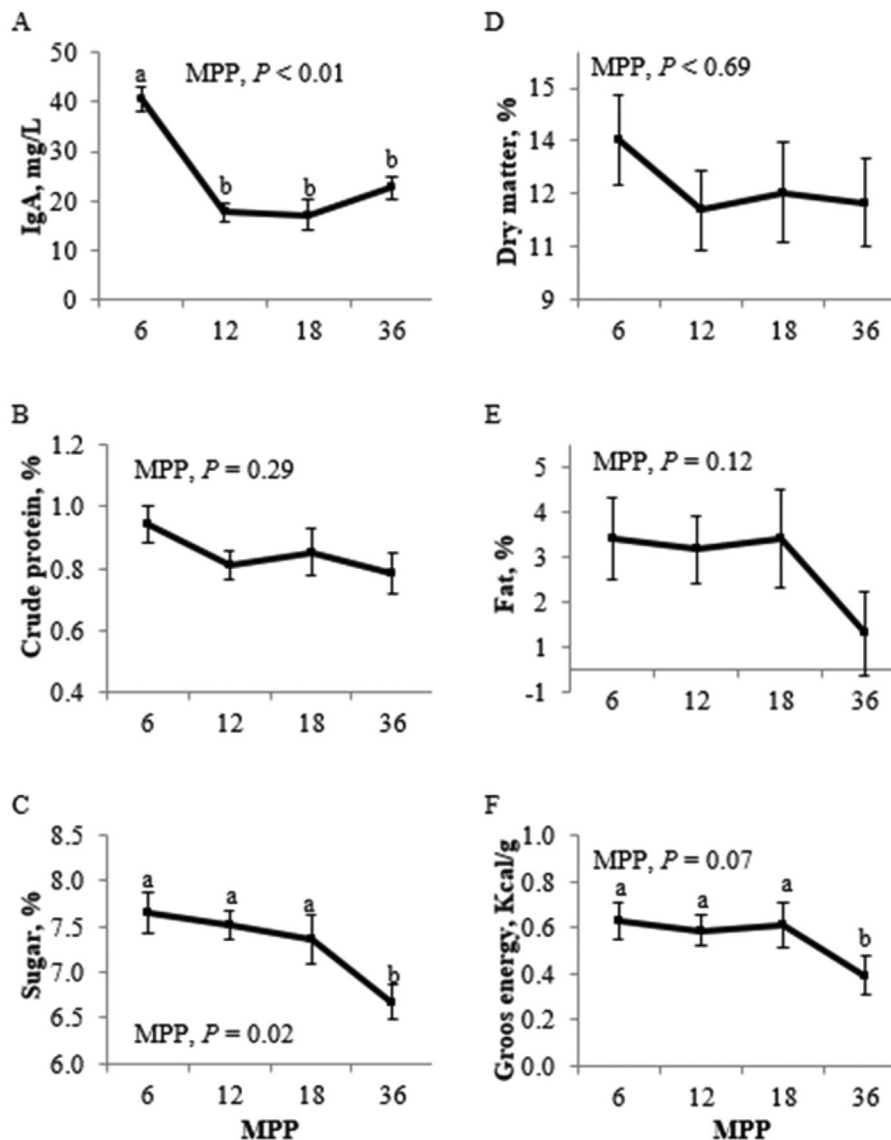 A
MPP, P < 0.01
IgA, mg/L
50
40
30
20
10
0
a
b
b
b
6 12 18 36
B
MPP, P = 0.29
Crude protein, %
1.2
1.0
0.8
0.6
0.4
6 12 18 36
C
Sugar, %
8.5
8.0
7.5
7.0
6.5
6.0
a
a
a
b
MPP, P = 0.02
6 12 18 36
MPP
D
MPP, P < 0.69
Dry matter, %
15
14
12
11
9
6 12 18 36
E
MPP, P = 0.12
Fat, %
5
4
3
2
1
-1
6 12 18 36
F
MPP, P = 0.07
Groos energy, Kcal/g
1.0
0.8
0.6
0.4
0.2
0.0
a
a
a
b
6 12 18 36
MPP